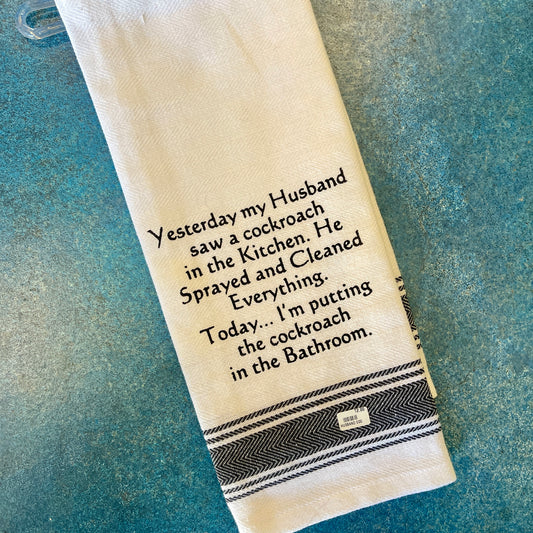 Yesterday my Husband
saw a cockroach
in the Kitchen. He
Sprayed and Cleaned
Everything.
Today... I'm putting
the cockroach
in the Bathroom.